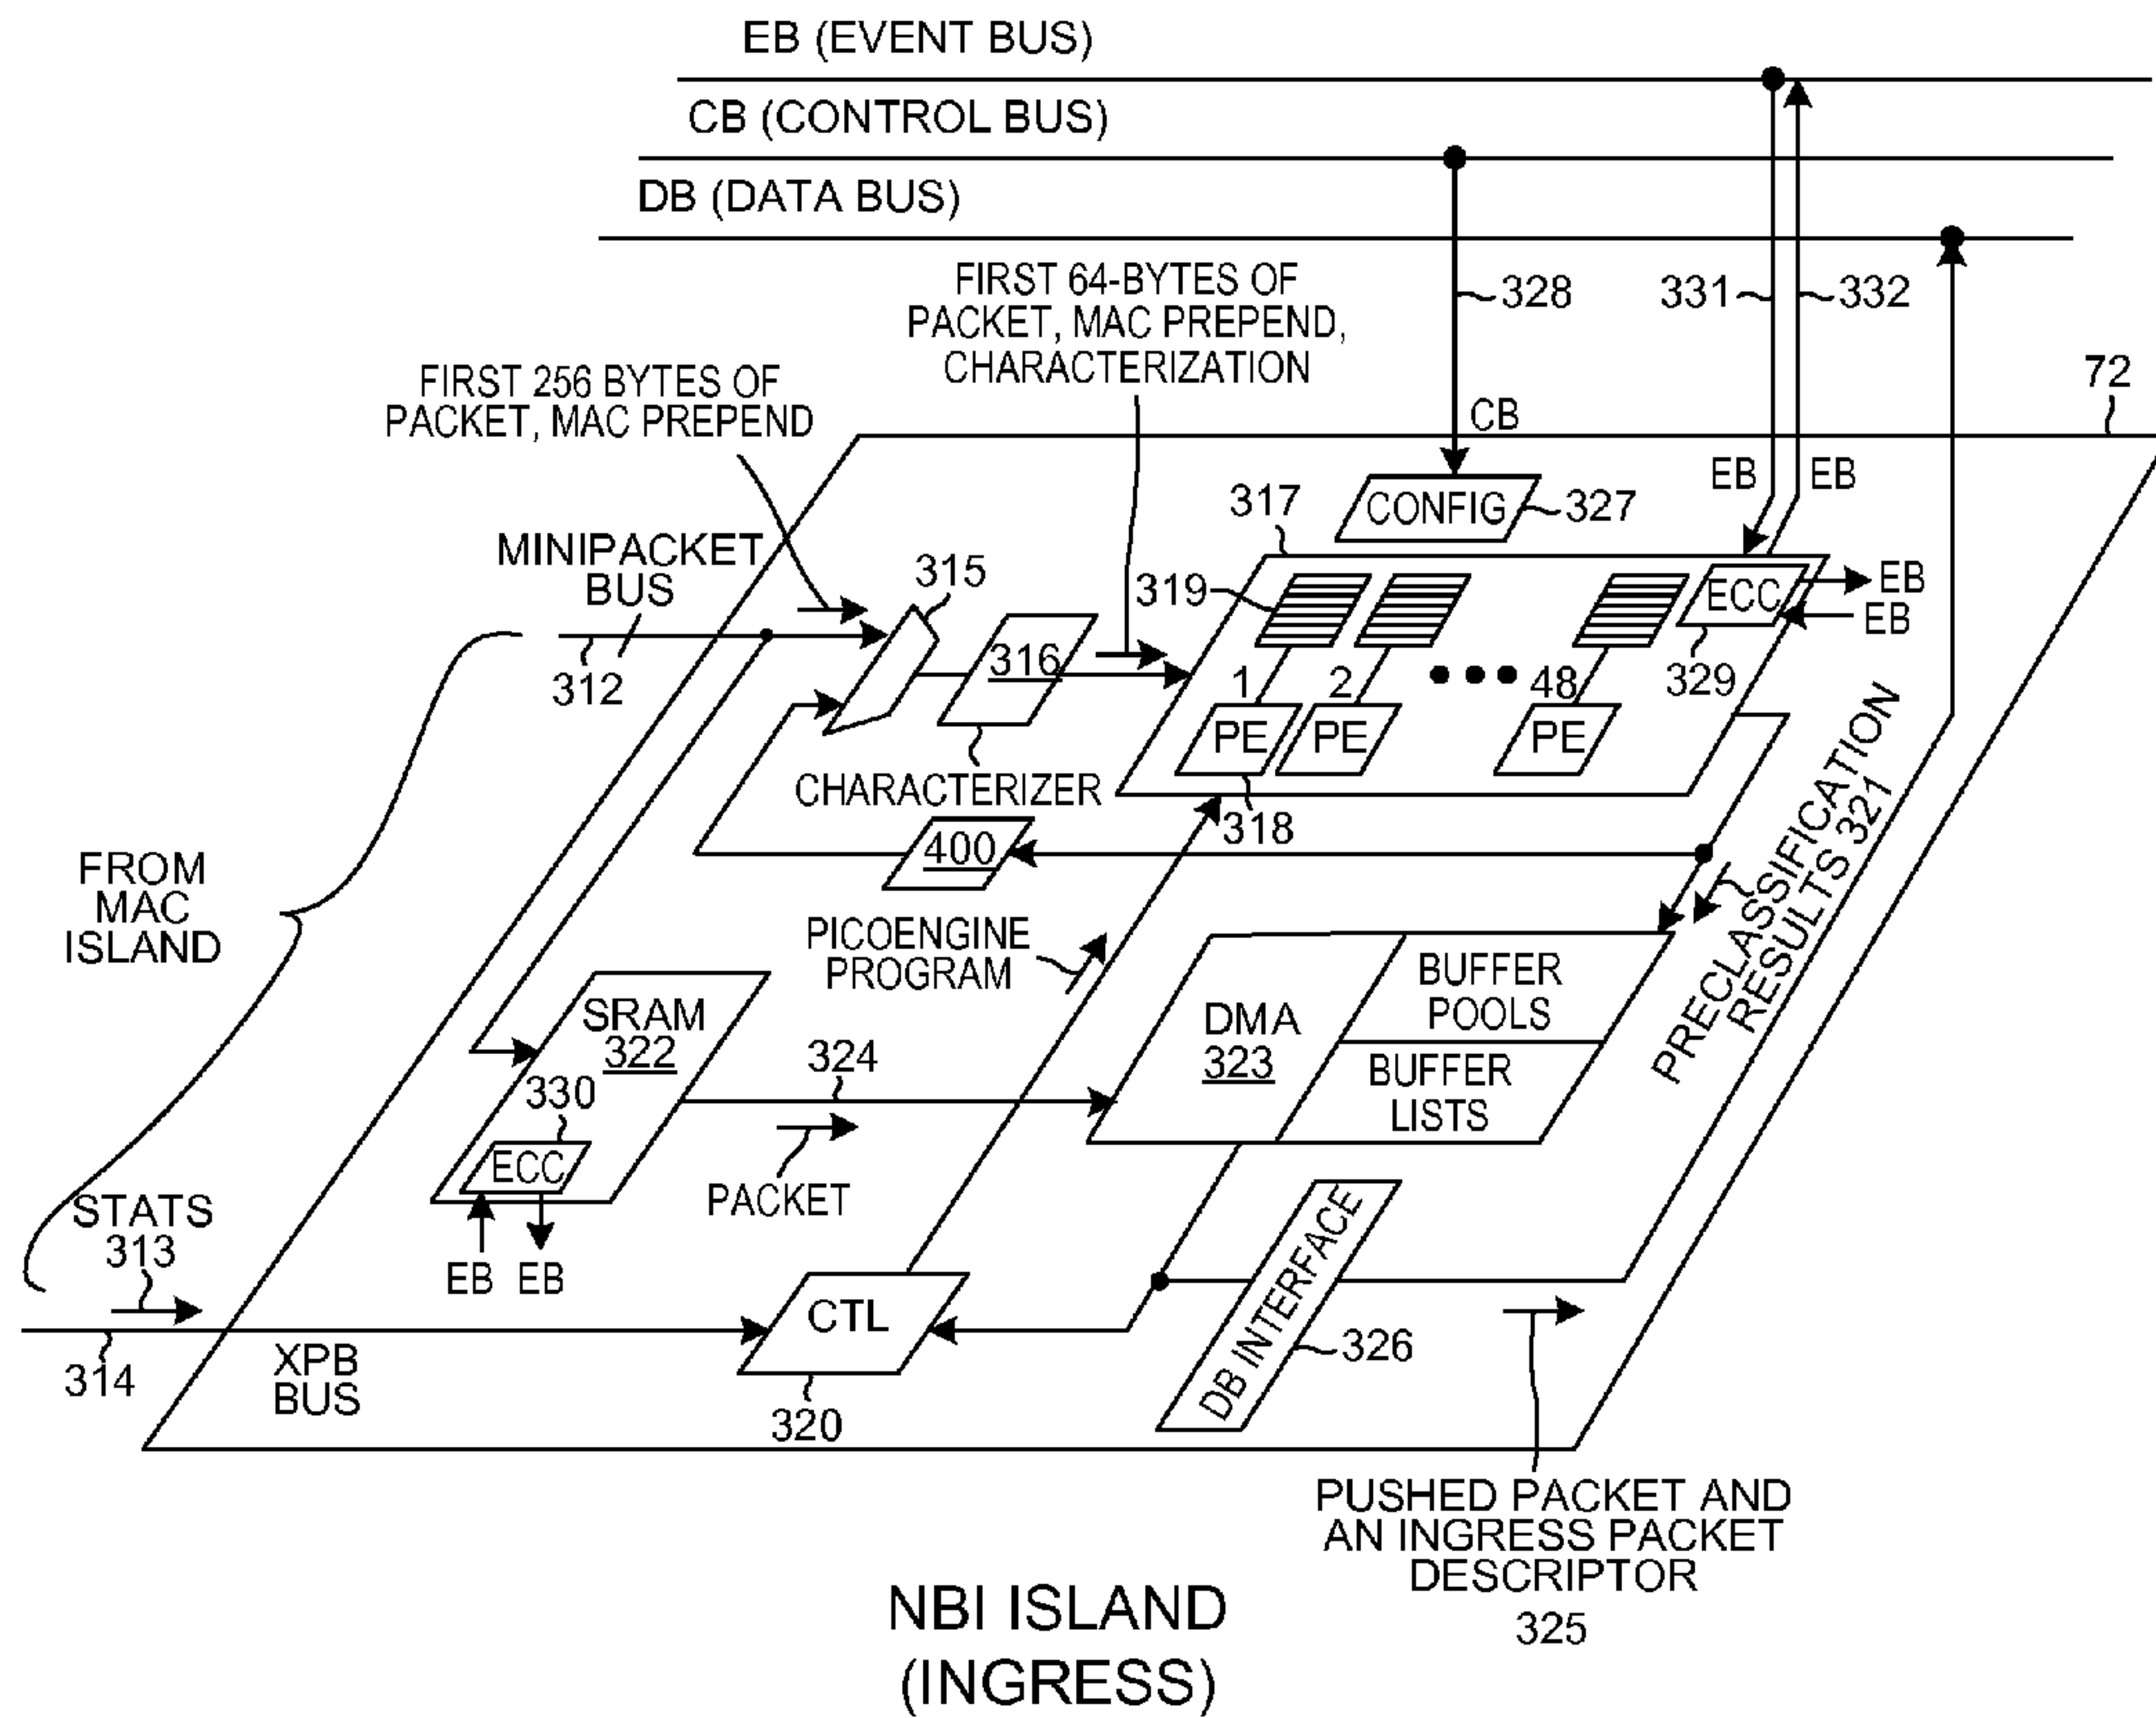 EB (EVENT BUS)
CB (CONTROL BUS)
DB (DATA BUS)
FIRST 64-BYTES OF
PACKET, MAC PREPEND,
CHARACTERIZATION
328
331
332
FIRST 256 BYTES OF
PACKET, MAC PREPEND
72
CB
EB
EB
317
CONFIG
327
MINIPACKET
BUS
315
319
ECC
EB
EB
316
312
1
2
48
329
PE
PE
PE
CHARACTERIZER
318
400
FROM
MAC
ISLAND
PRECLASSIFICATION
RESULTS 321
PICOENGINE
PROGRAM
BUFFER
POOLS
SRAM
322
DMA
323
324
330
BUFFER
LISTS
ECC
PACKET
STATS
313
EB
EB
CTL
DB INTERFACE
326
314
XPB
BUS
320
PUSHED PACKET AND
AN INGRESS PACKET
DESCRIPTOR
325
NBI ISLAND
(INGRESS)